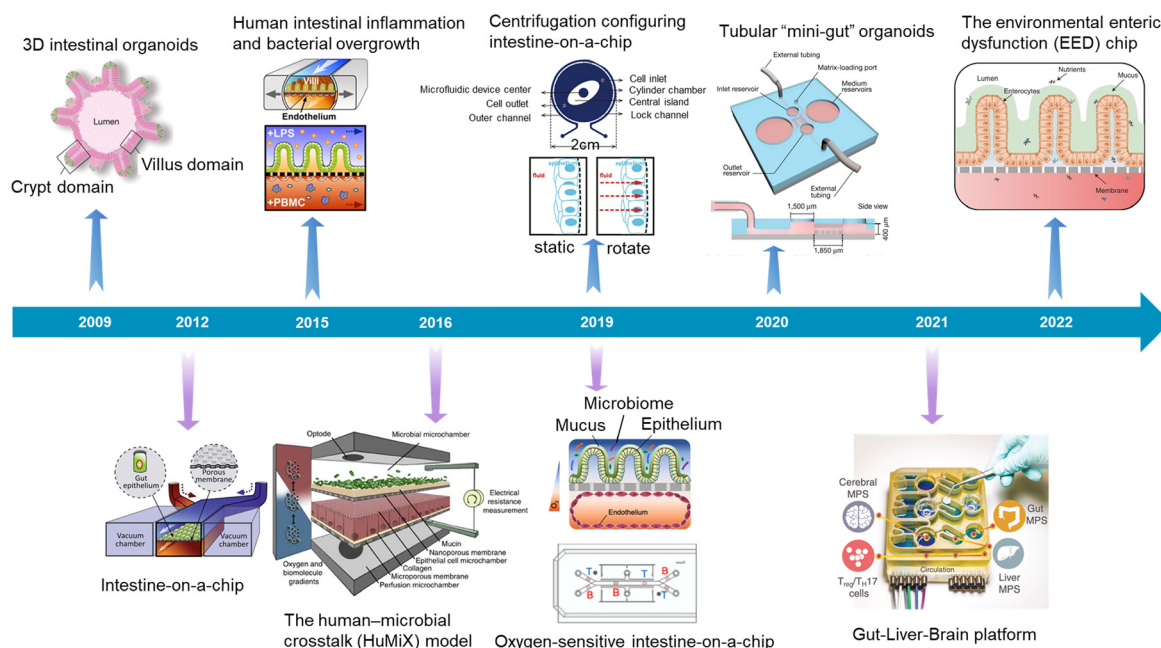 3D intestinal organoids
Lumen
Crypt domain
Villus domain
Human intestinal inflammation
and bacterial overgrowth
Villi
Endothelium
+LPS
+PBMC
Centrifugation configuring
intestine-on-a-chip
Microfluidic device center
Cell outlet
Outer channel
Cell inlet
Cylinder chamber
Central island
Lock channel
2cm
epithelium
fluid
static
epithelium
fluid
rotate
Tubular “mini-gut” organoids
External tubing
Matrix-loading port
Inlet reservoir
Medium
reservoirs
Outlet
reservoir
External
tubing
1,500 µm
Side view
400 µm
1,850 µm
The environmental enteric
dysfunction (EED) chip
Lumen
Nutrients
Mucus
Enterocytes
Membrane
2009
2012
2015
2016
2019
2020
2021
2022
Gut
epithelium
Porous
membrane
Vacuum
chamber
Vacuum
chamber
Intestine-on-a-chip
Optode
Microbial microchamber
Electrical
resistance
measurement
Oxygen and
biomolecule
gradients
Mucin
Nanoporous membrane
Epithelial cell microchamber
Collagen
Microporous membrane
Perfusion microchamber
The human–microbial
crosstalk (HuMiX) model
Microbiome
Mucus
Epithelium
O₂
Endothelium
T
T
B
B
B
B
T
T
Oxygen-sensitive intestine-on-a-chip
Cerebral
MPS
Gut
MPS
Treg/TH17
cells
Circulation
Liver
MPS
Gut-Liver-Brain platform